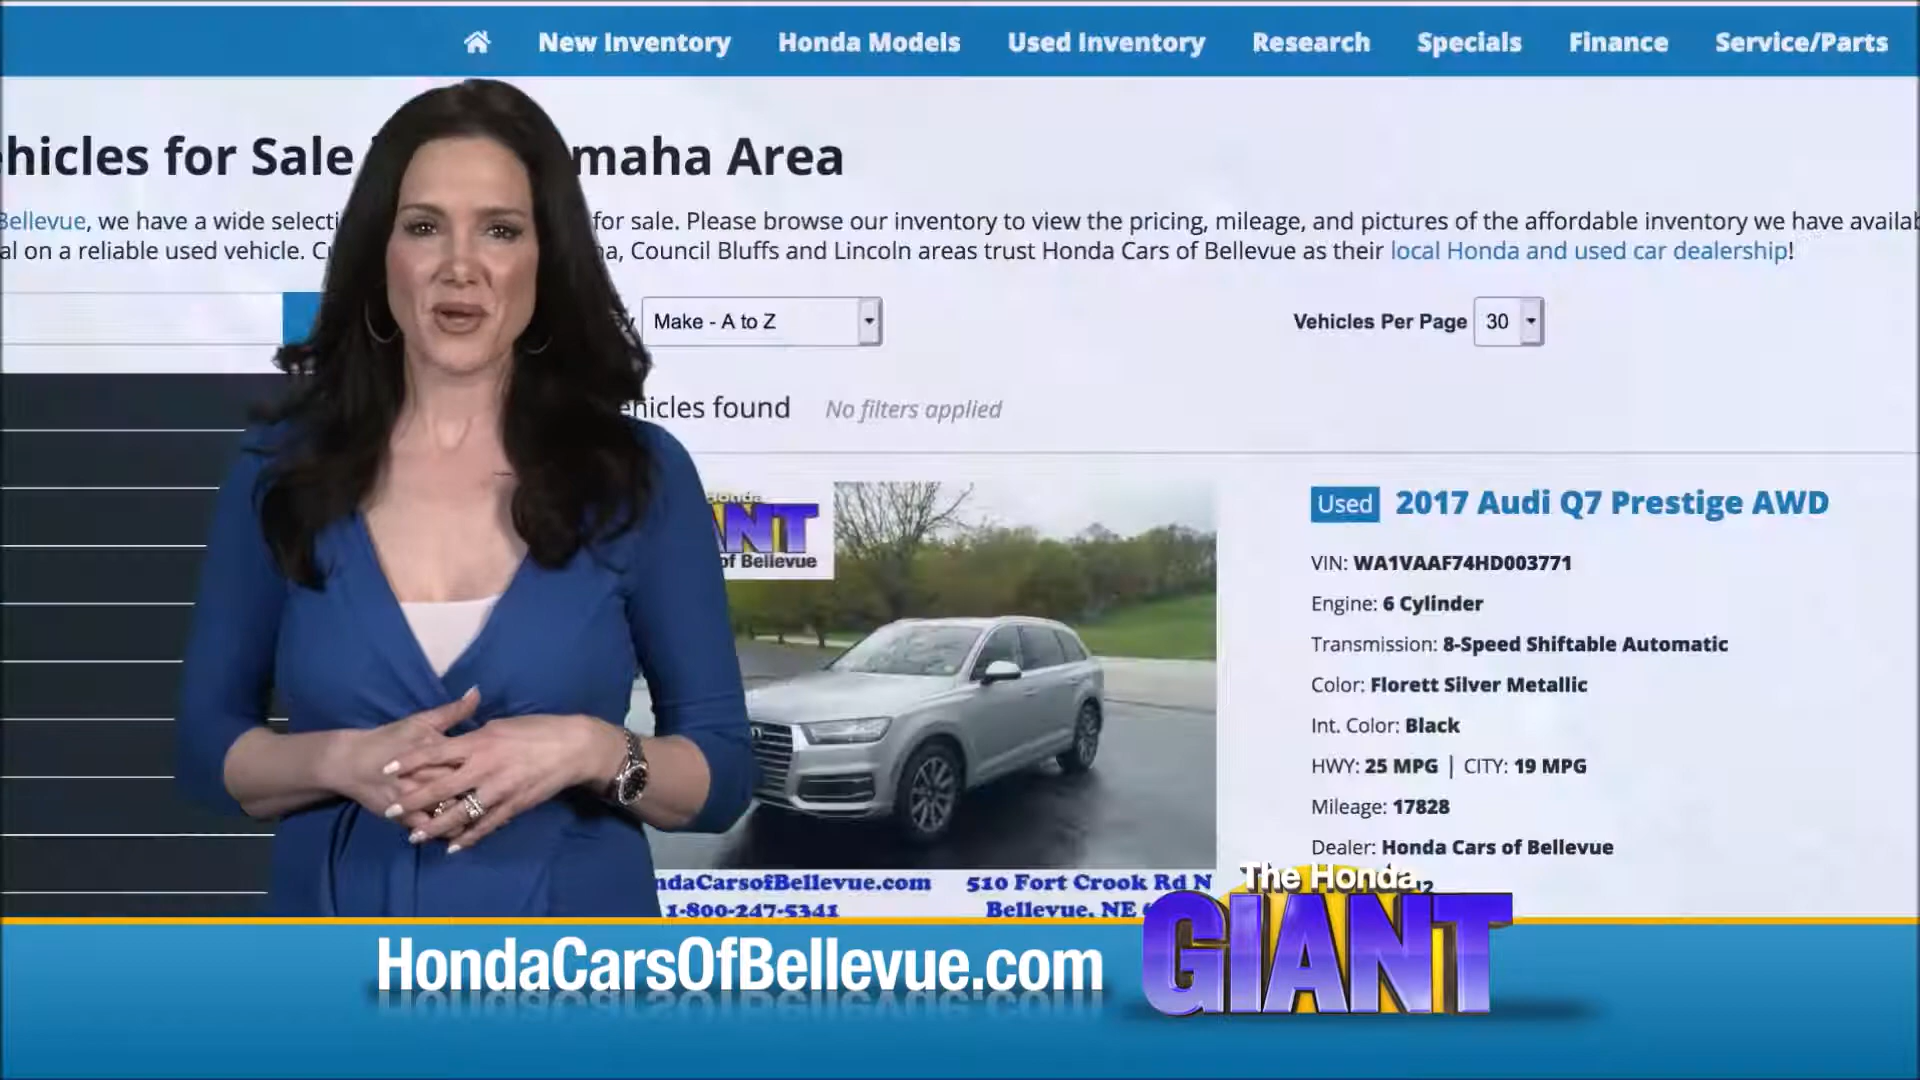 New Inventory Honda Models Used Inventory Research Specials Finance Service/Parts
hicles for Sale maha Area
Bellevue, we have a wide selecti for sale. Please browse our inventory to view the pricing, mileage, and pictures of the affordable inventory we have availab
al on a reliable used vehicle. Cu a, Council Bluffs and Lincoln areas trust Honda Cars of Bellevue as their local Honda and used car dealership!
y Make - A to Z Vehicles Per Page 30
ehicles found No filters applied
Honda
ANT
of Bellevue
Used 2017 Audi Q7 Prestige AWD
VIN: WA1VAAF74HD003771
Engine: 6 Cylinder
Transmission: 8-Speed Shiftable Automatic
Color: Florett Silver Metallic
Int. Color: Black
HWY: 25 MPG | CITY: 19 MPG
Mileage: 17828
Dealer: Honda Cars of Bellevue
ndaCarsofBellevue.com 510 Fort Crook Rd N
1-800-247-5341 Bellevue, NE
HondaCarsOfBellevue.com
The Honda
GIANT